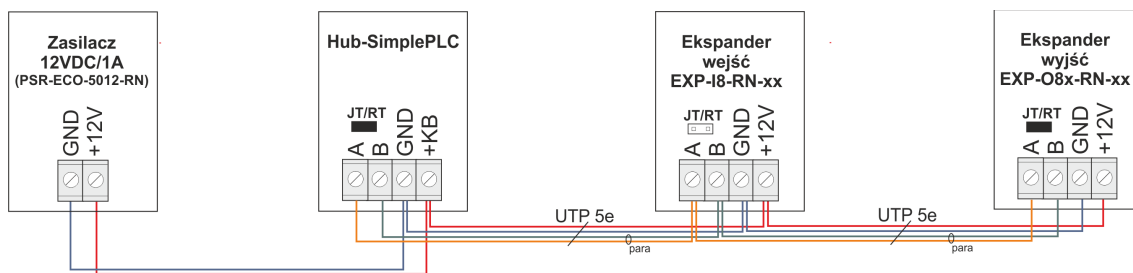 Zasilacz
12VDC/1A
(PSR-ECO-5012-RN)
GND
+12V
Hub-SimplePLC
JT/RT
A
B
GND
+KB
Ekspander
wejść
EXP-I8-RN-xx
JT/RT
A
B
GND
+12V
Ekspander
wyjść
EXP-O8x-RN-xx
JT/RT
A
B
GND
+12V
UTP 5e
para
UTP 5e
para